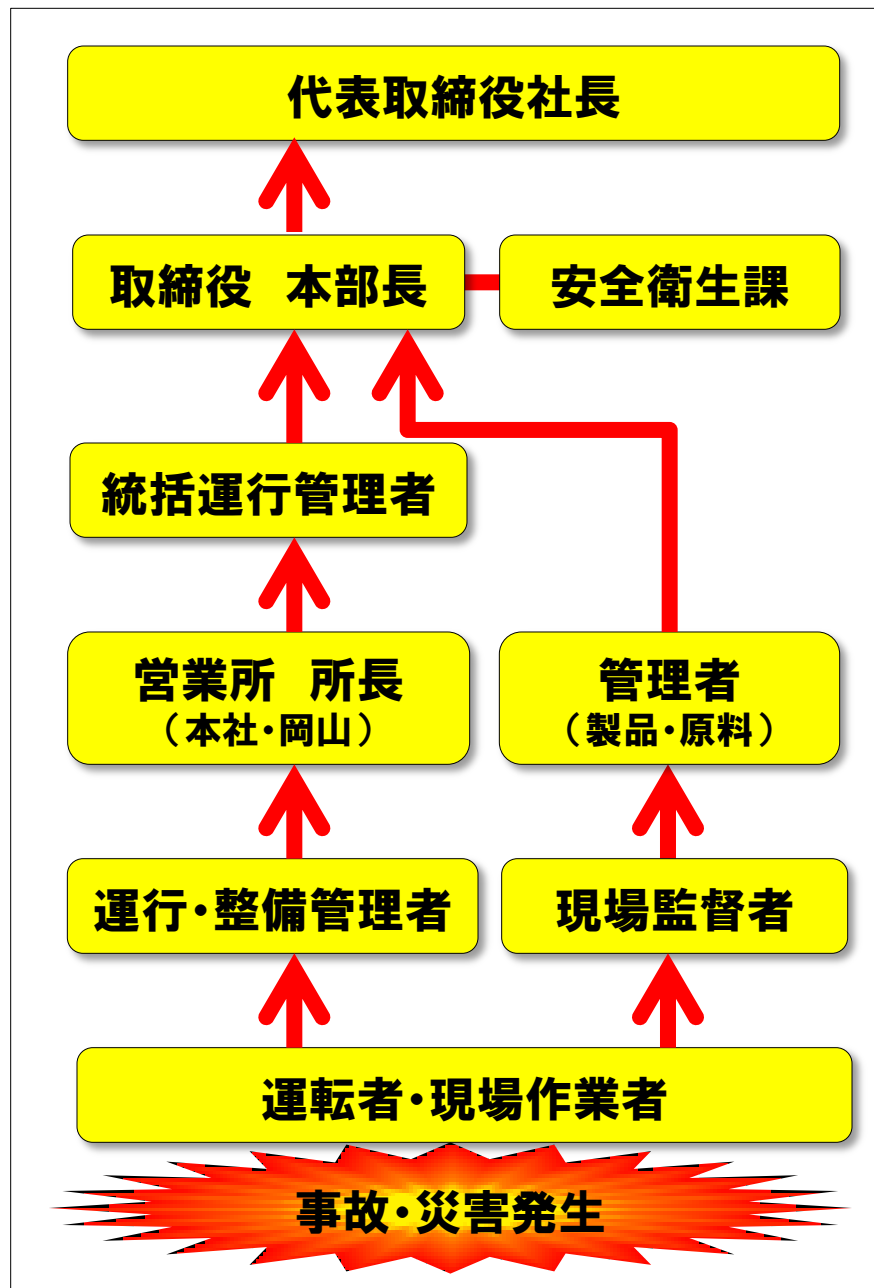 代表取締役社長
取締役　本部長
安全衛生課
統括運行管理者
営業所　所長
（本社・岡山）
管理者
（製品・原料）
運行・整備管理者
現場監督者
運転者・現場作業者
事故・災害発生